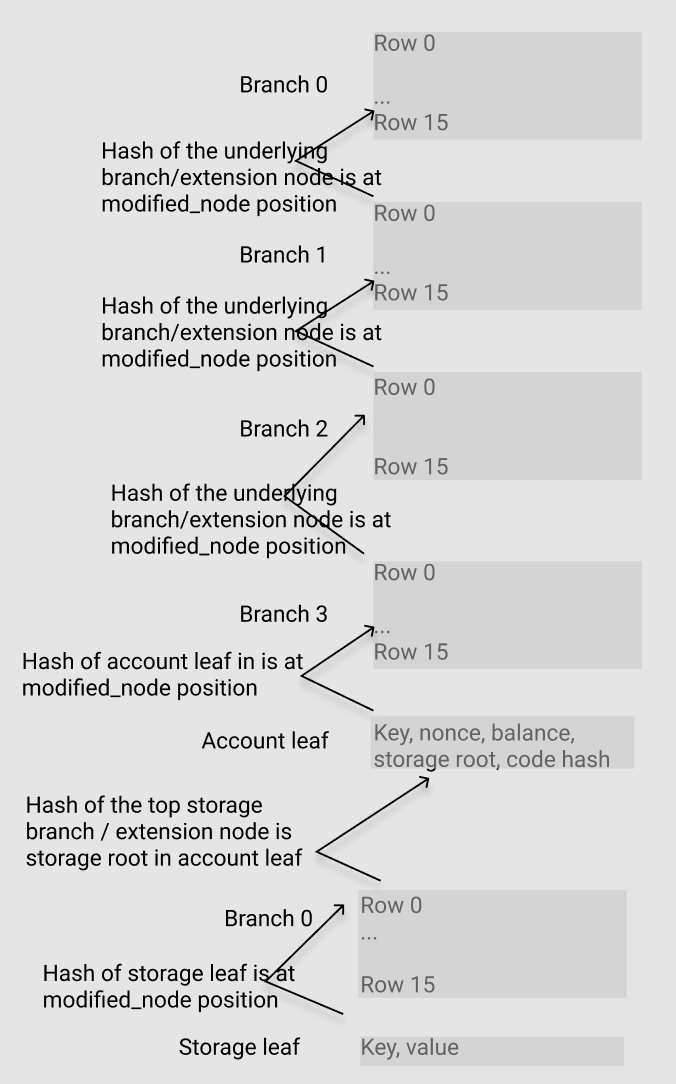 Row 0
Branch 0
...
Row 15
Hash of the underlying
branch/extension node is at
modified_node position
Row 0
Branch 1
...
Row 15
Hash of the underlying
branch/extension node is at
modified_node position
Row 0
Branch 2
Row 15
Hash of the underlying
branch/extension node is at
modified_node position
Row 0
Branch 3
...
Row 15
Hash of account leaf in is at
modified_node position
Account leaf
Key, nonce, balance,
storage root, code hash
Hash of the top storage
branch / extension node is
storage root in account leaf
Row 0
Branch 0
...
Row 15
Hash of storage leaf is at
modified_node position
Storage leaf
Key, value